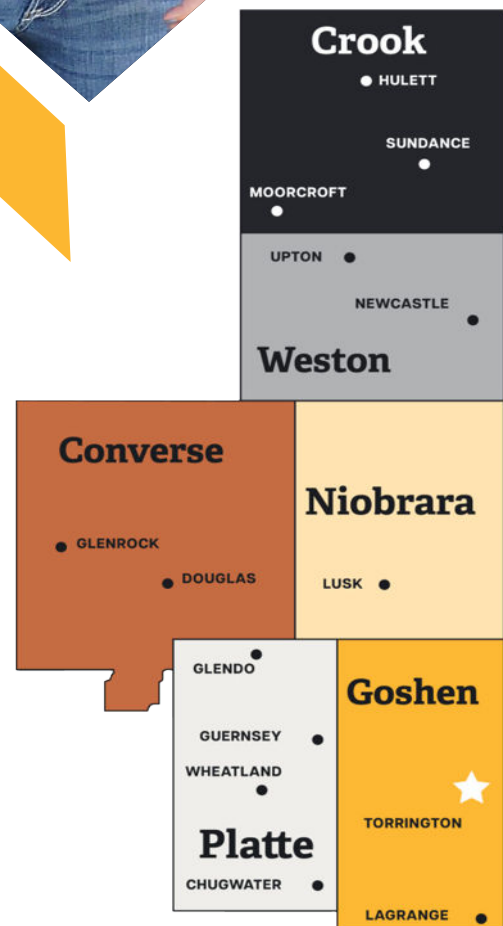 Crook
HULETT
SUNDANCE
MOORCROFT
UPTON
NEWCASTLE
Weston
Converse
Niobrara
GLENROCK
DOUGLAS
LUSK
GLENDO
Goshen
GUERNSEY
WHEATLAND
TORRINGTON
Platte
CHUGWATER
LAGRANGE